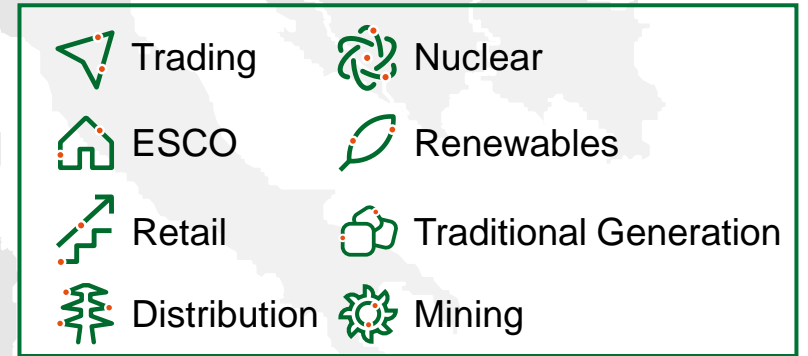 Trading
Nuclear
ESCO
Renewables
Retail
Traditional Generation
Distribution
Mining